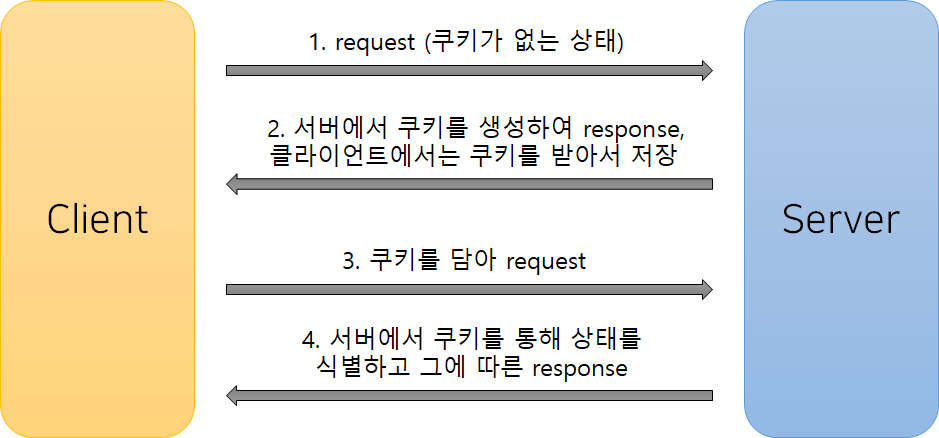 1. request (쿠키가 없는 상태)
2. 서버에서 쿠키를 생성하여 response,
클라이언트에서는 쿠키를 받아서 저장
Client
Server
3. 쿠키를 담아 request
4. 서버에서 쿠키를 통해 상태를
식별하고 그에 따른 response